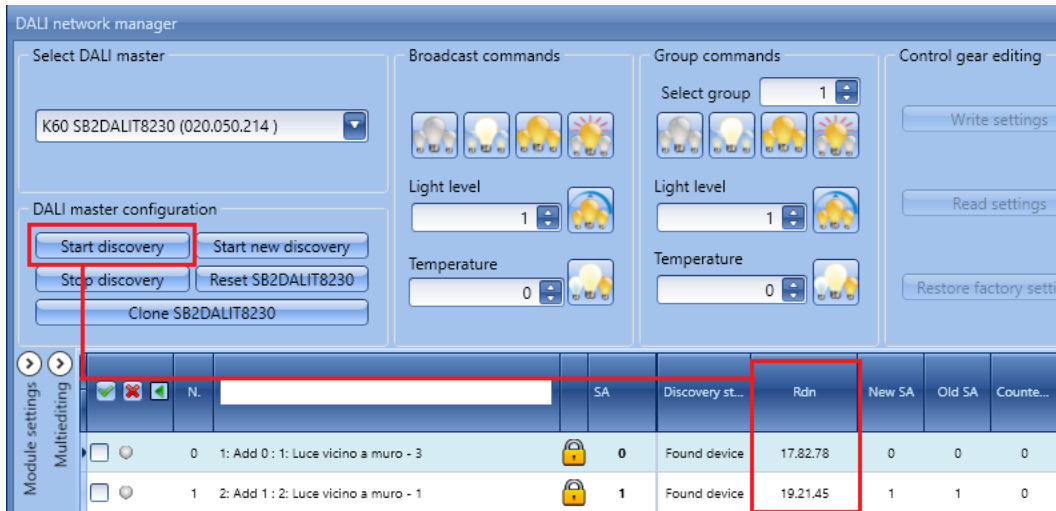 DALI network manager
Select DALI master
K60 SB2DALIT8230 (020.050.214 )
DALI master configuration
Start discovery
Start new discovery
Stop discovery
Reset SB2DALIT8230
Clone SB2DALIT8230
Broadcast commands
Light level
1
Temperature
0
Group commands
Select group 1
Light level
1
Temperature
0
Control gear editing
Write settings
Read settings
Restore factory setti
Module settings
Multiediting
N. SA Discovery st... Rdn New SA Old SA Counte...
0 1: Add 0 : 1: Luce vicino a muro - 3 0 Found device 17.82.78 0 0 0
1 2: Add 1 : 2: Luce vicino a muro - 1 1 Found device 19.21.45 1 1 0